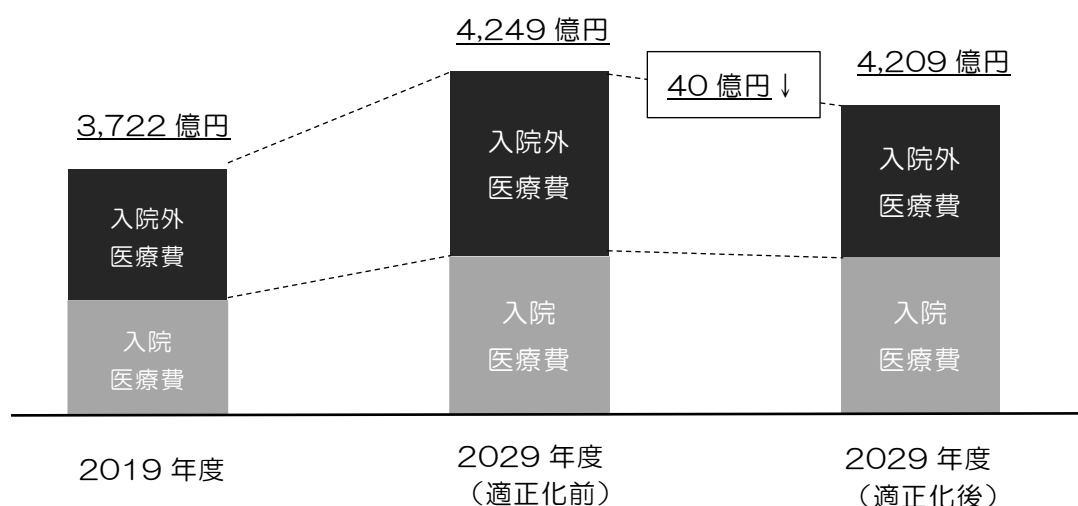 4,249 億円
40 億円↓
4,209 億円
3,722 億円
入院外
医療費
入院外
医療費
入院外
医療費
入院
医療費
入院
医療費
入院
医療費
2019 年度
2029 年度
（適正化前）
2029 年度
（適正化後）